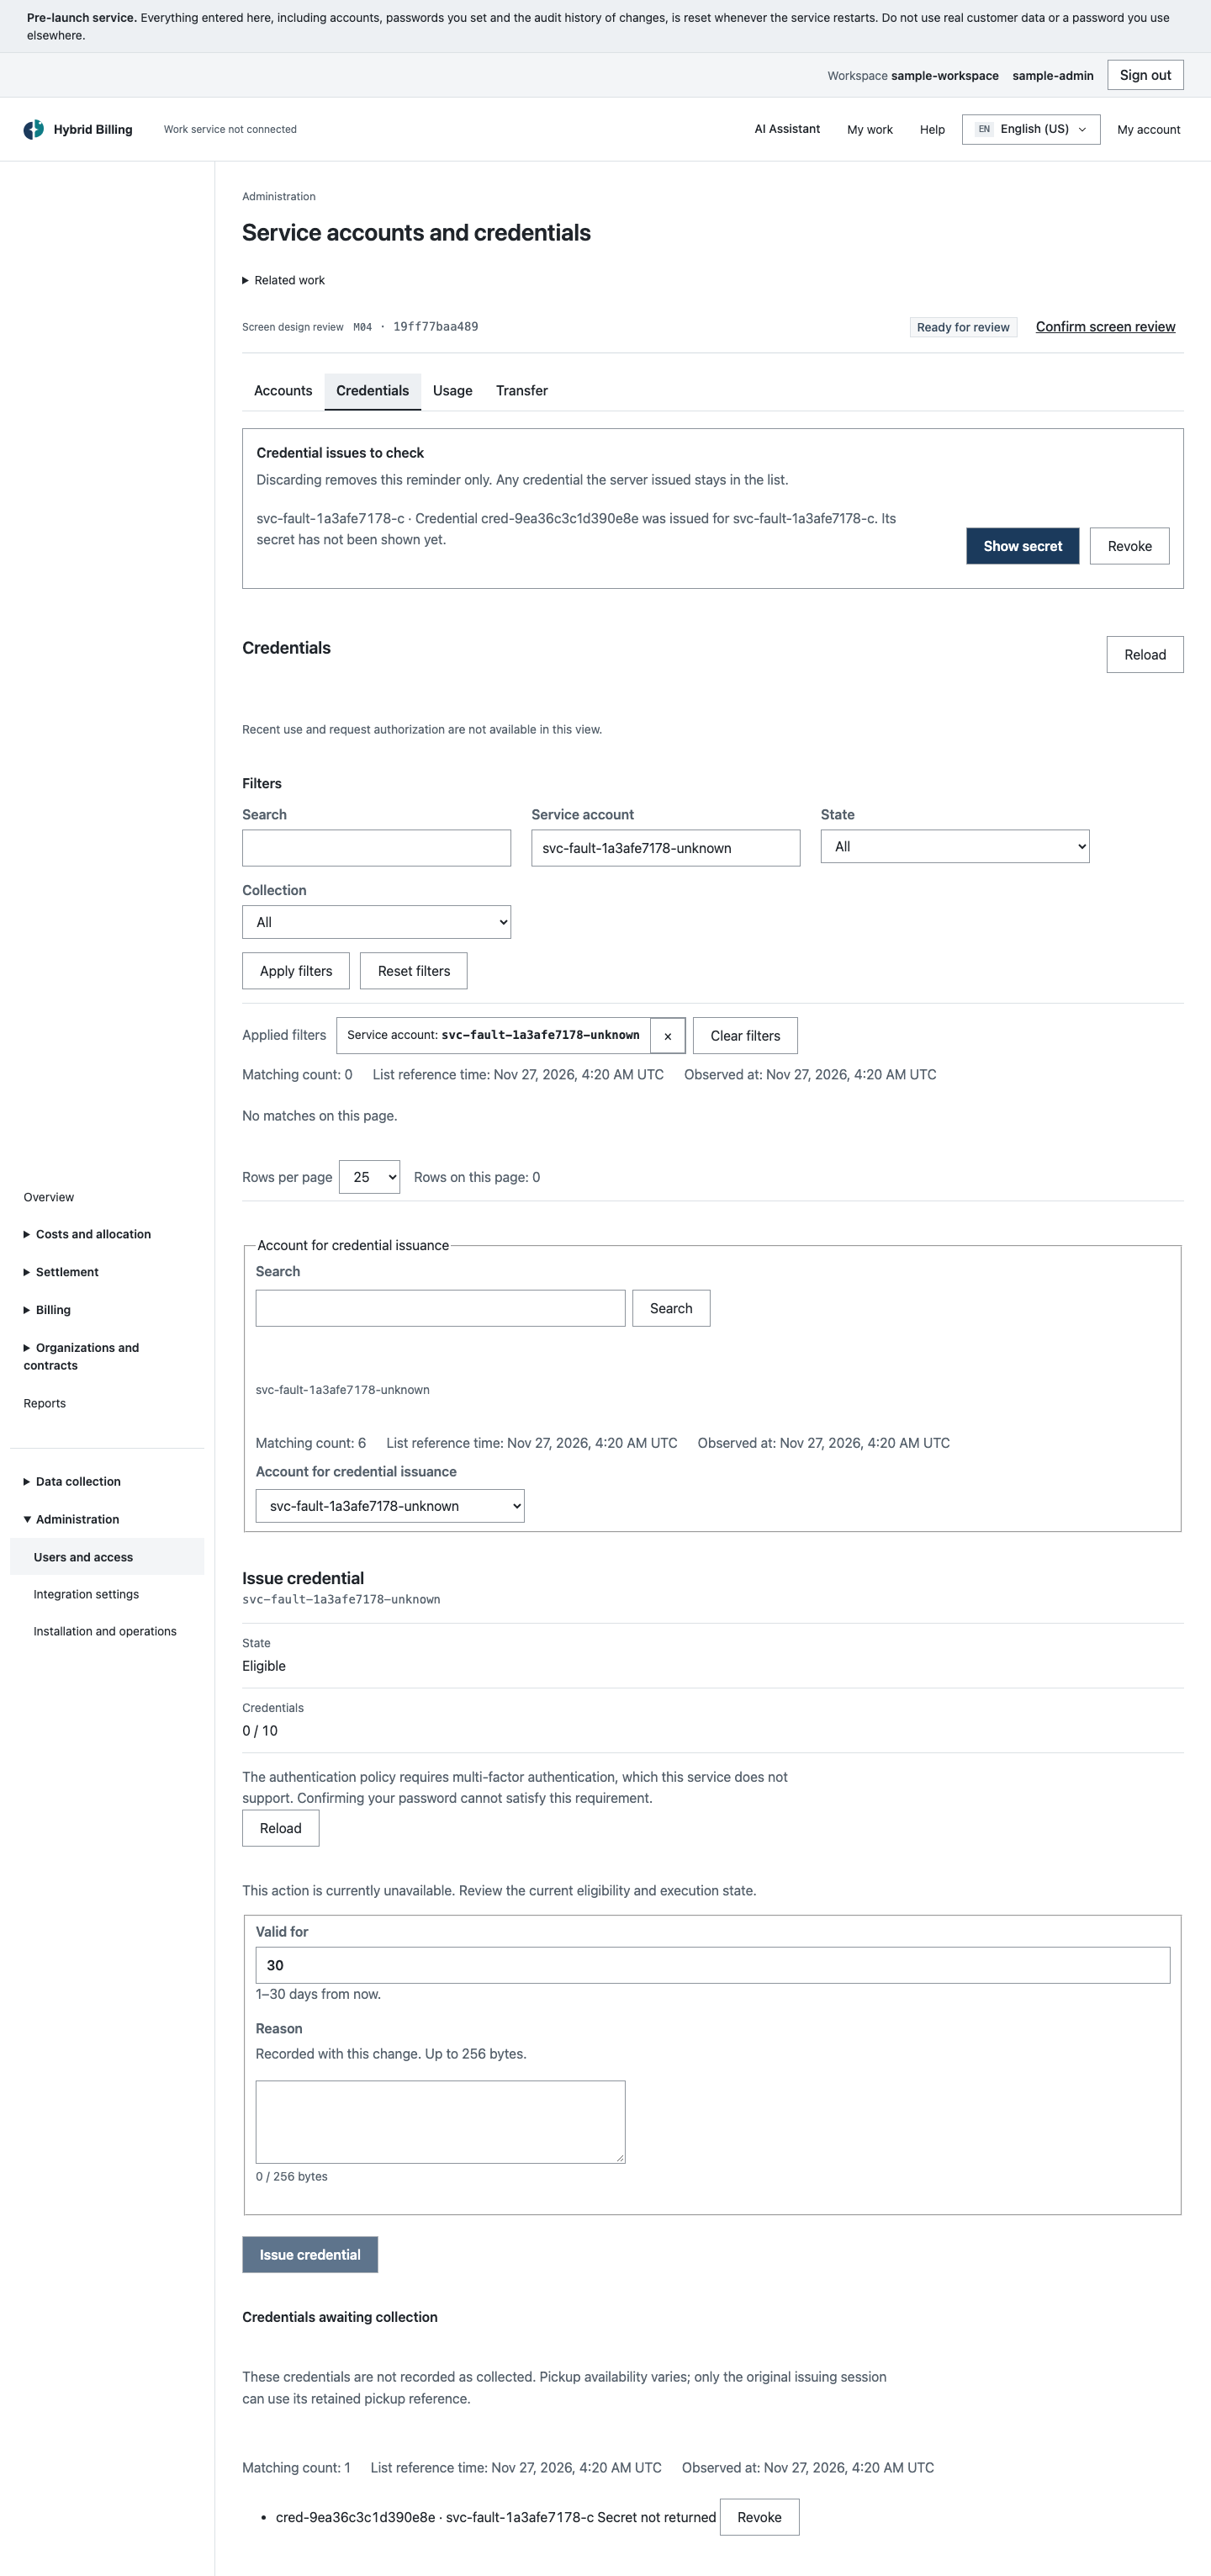 Pre-launch service. Everything entered here, including accounts, passwords you set and the audit history of changes, is reset whenever the service restarts. Do not use real customer data or a password you use
elsewhere.
Workspace sample-workspace sample-admin Sign out
Hybrid Billing Work service not connected AI Assistant My work Help EN English (US) My account
Administration
Service accounts and credentials
Related work
Screen design review M04 · 19ff77baa489 Ready for review Confirm screen review
Accounts Credentials Usage Transfer
Credential issues to check
Discarding removes this reminder only. Any credential the server issued stays in the list.
svc-fault-1a3afe7178-c · Credential cred-9ea36c3c1d390e8e was issued for svc-fault-1a3afe7178-c. Its
secret has not been shown yet.
Show secret Revoke
Credentials Reload
Recent use and request authorization are not available in this view.
Filters
Search Service account State
svc-fault-1a3afe7178-unknown All
Collection
All
Apply filters Reset filters
Applied filters Service account: svc-fault-1a3afe7178-unknown × Clear filters
Matching count: 0 List reference time: Nov 27, 2026, 4:20 AM UTC Observed at: Nov 27, 2026, 4:20 AM UTC
No matches on this page.
Rows per page 25 Rows on this page: 0
Overview
Costs and allocation
Settlement
Billing
Organizations and
contracts
Reports
Data collection
Administration
Users and access
Integration settings
Installation and operations
Account for credential issuance
Search
Search
svc-fault-1a3afe7178-unknown
Matching count: 6 List reference time: Nov 27, 2026, 4:20 AM UTC Observed at: Nov 27, 2026, 4:20 AM UTC
Account for credential issuance
svc-fault-1a3afe7178-unknown
Issue credential
svc-fault-1a3afe7178-unknown
State
Eligible
Credentials
0 / 10
The authentication policy requires multi-factor authentication, which this service does not
support. Confirming your password cannot satisfy this requirement.
Reload
This action is currently unavailable. Review the current eligibility and execution state.
Valid for
30
1–30 days from now.
Reason
Recorded with this change. Up to 256 bytes.
0 / 256 bytes
Issue credential
Credentials awaiting collection
These credentials are not recorded as collected. Pickup availability varies; only the original issuing session
can use its retained pickup reference.
Matching count: 1 List reference time: Nov 27, 2026, 4:20 AM UTC Observed at: Nov 27, 2026, 4:20 AM UTC
• cred-9ea36c3c1d390e8e · svc-fault-1a3afe7178-c Secret not returned Revoke